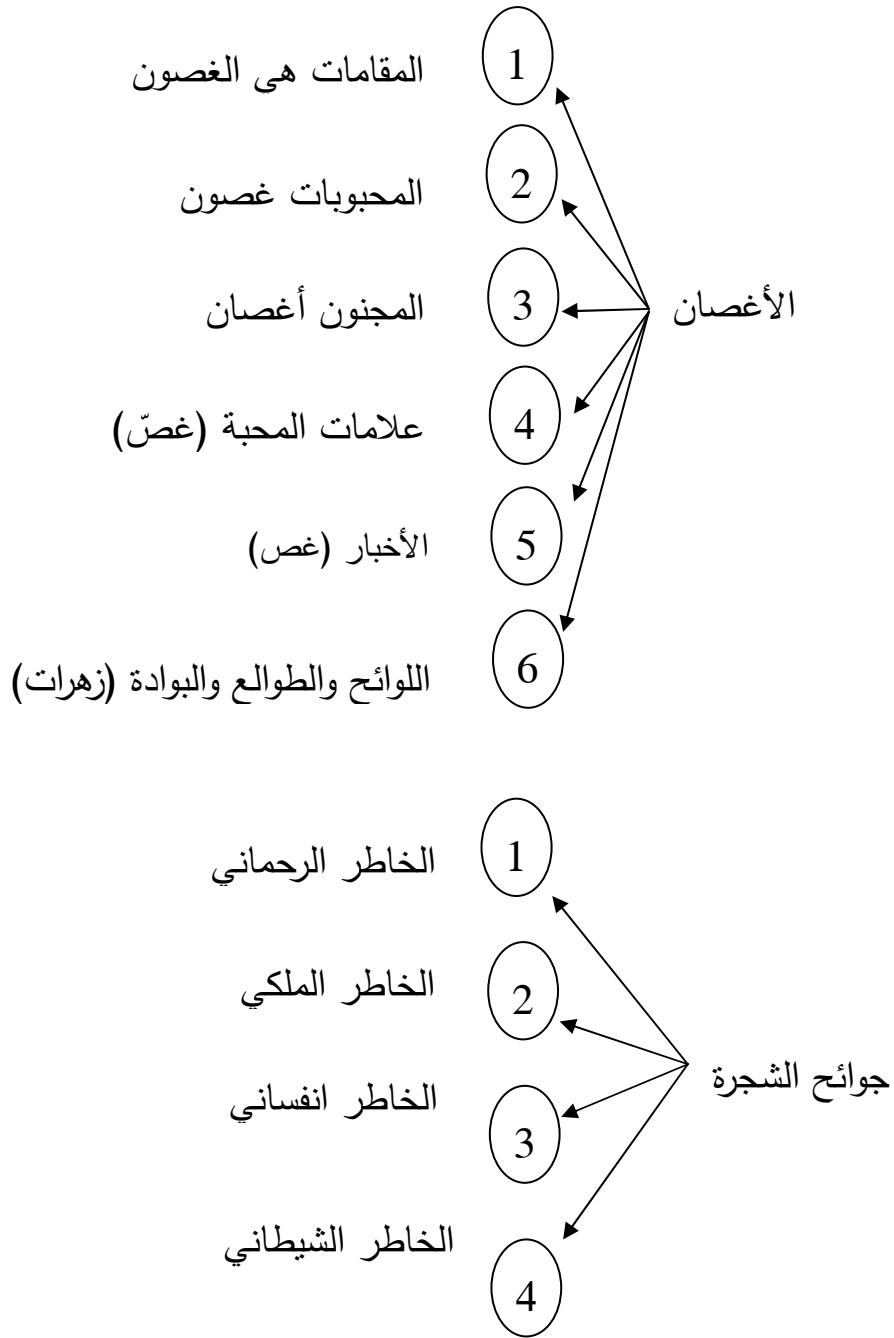 المقامات هى الغصون 1
المحبوبات غصون 2
الأغصان
المجنون أغصان 3
علامات المحبة (غصّ) 4
الأخبار (غص) 5
اللوائح والطوالع والبوادة (زهرات) 6
الخاطر الرحماني 1
الخاطر الملكي 2
جوائح الشجرة
الخاطر انفساني 3
الخاطر الشيطاني 4